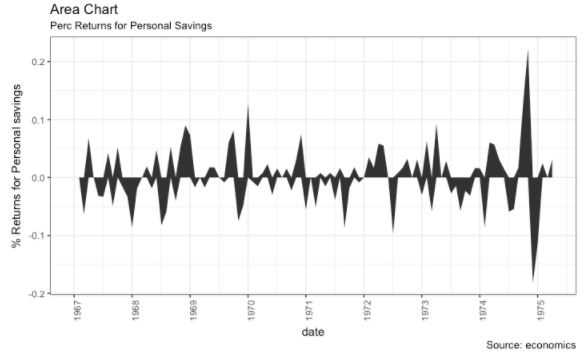 Area Chart
Perc Returns for Personal Savings
% Returns for Personal savings
0.2
0.1
0.0
-0.1
-0.2
1967
1968
1969
1970
1971
1972
1973
1974
1975
date
Source: economics